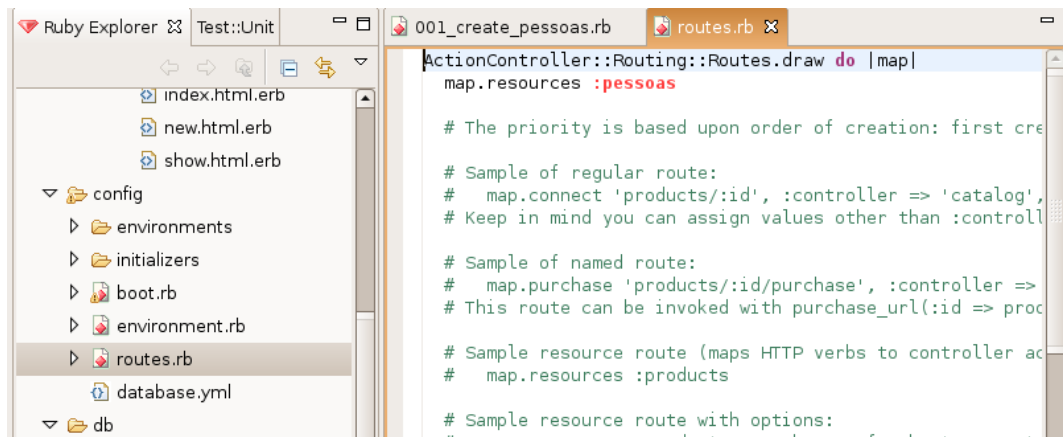 Ruby Explorer
Test::Unit
index.html.erb
new.html.erb
show.html.erb
config
environments
initializers
boot.rb
environment.rb
routes.rb
database.yml
db
001_create_pessoas.rb
routes.rb
ActionController::Routing::Routes.draw do |map|
map.resources :pessoas
# The priority is based upon order of creation: first cre
# Sample of regular route:
#   map.connect 'products/:id', :controller => 'catalog',
# Keep in mind you can assign values other than :controll
# Sample of named route:
#   map.purchase 'products/:id/purchase', :controller =>
# This route can be invoked with purchase_url(:id => prod
# Sample resource route (maps HTTP verbs to controller ac
#   map.resources :products
# Sample resource route with options: